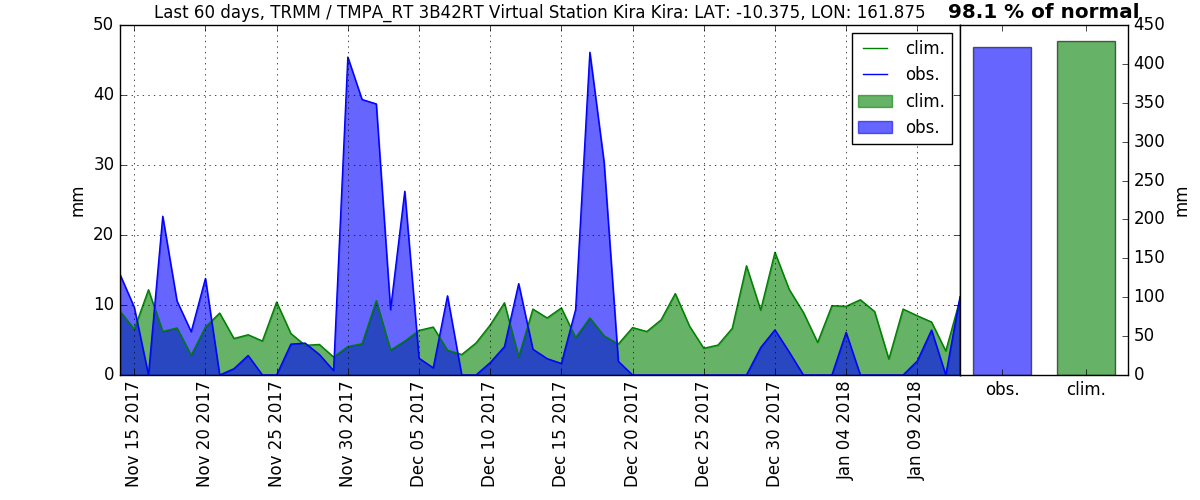 Last 60 days, TRMM / TMPA_RT 3B42RT Virtual Station Kira Kira: LAT: -10.375, LON: 161.875
98.1 % of normal
50
40
30
20
10
0
mm
clim.
obs.
clim.
obs.
450
400
350
300
250
200
150
100
50
0
mm
obs.
clim.
Nov 15 2017
Nov 20 2017
Nov 25 2017
Nov 30 2017
Dec 05 2017
Dec 10 2017
Dec 15 2017
Dec 20 2017
Dec 25 2017
Dec 30 2017
Jan 04 2018
Jan 09 2018